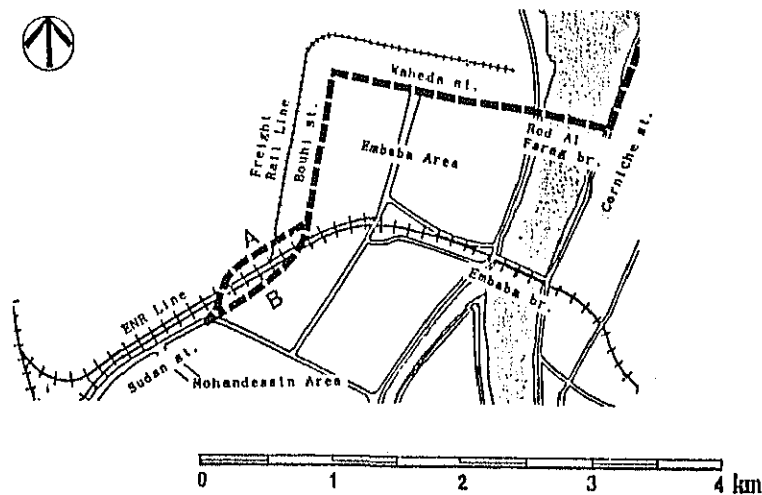 Waheda st.
Rod Al
Farag br.
Corniche st.
Freight
Rail Line
Bouhi st.
Embaba Area
A
B
ENR Line
Embaba br.
Sudan st.
Mohandessin Area
0 1 2 3 4 km